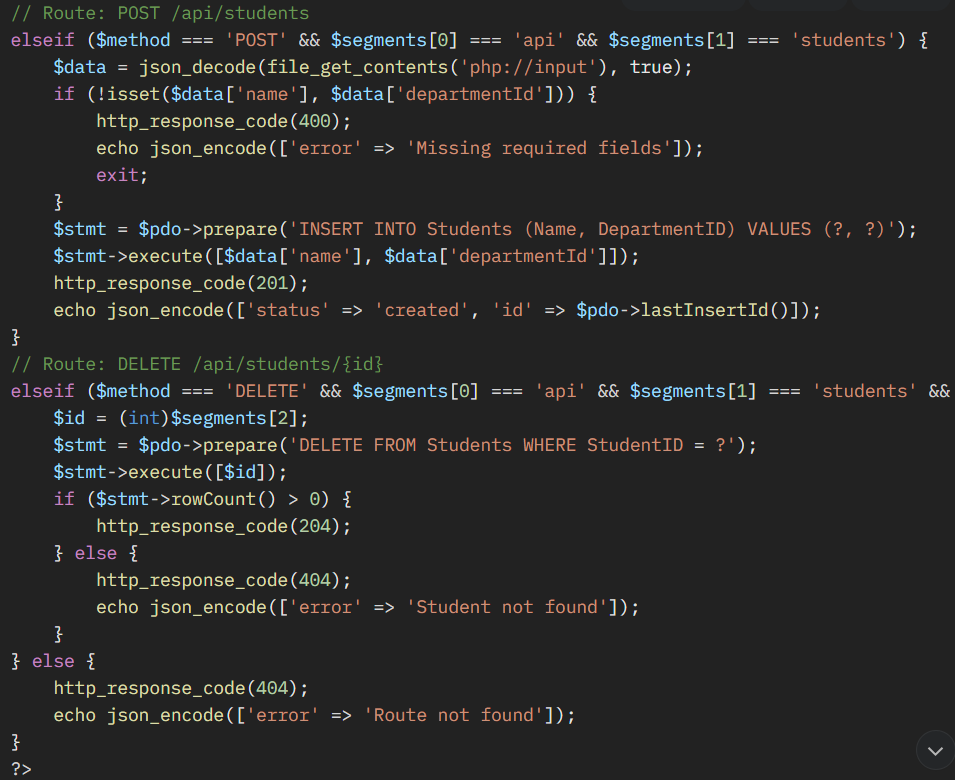 // Route: POST /api/students
elseif ($method === 'POST' && $segments[0] === 'api' && $segments[1] === 'students') {
    $data = json_decode(file_get_contents('php://input'), true);
    if (!isset($data['name'], $data['departmentId'])) {
        http_response_code(400);
        echo json_encode(['error' => 'Missing required fields']);
        exit;
    }
    $stmt = $pdo->prepare('INSERT INTO Students (Name, DepartmentID) VALUES (?, ?)');
    $stmt->execute([$data['name'], $data['departmentId']]);
    http_response_code(201);
    echo json_encode(['status' => 'created', 'id' => $pdo->lastInsertId()]);
}
// Route: DELETE /api/students/{id}
elseif ($method === 'DELETE' && $segments[0] === 'api' && $segments[1] === 'students' &&
    $id = (int)$segments[2];
    $stmt = $pdo->prepare('DELETE FROM Students WHERE StudentID = ?');
    $stmt->execute([$id]);
    if ($stmt->rowCount() > 0) {
        http_response_code(204);
    } else {
        http_response_code(404);
        echo json_encode(['error' => 'Student not found']);
    }
} else {
    http_response_code(404);
    echo json_encode(['error' => 'Route not found']);
}
?>